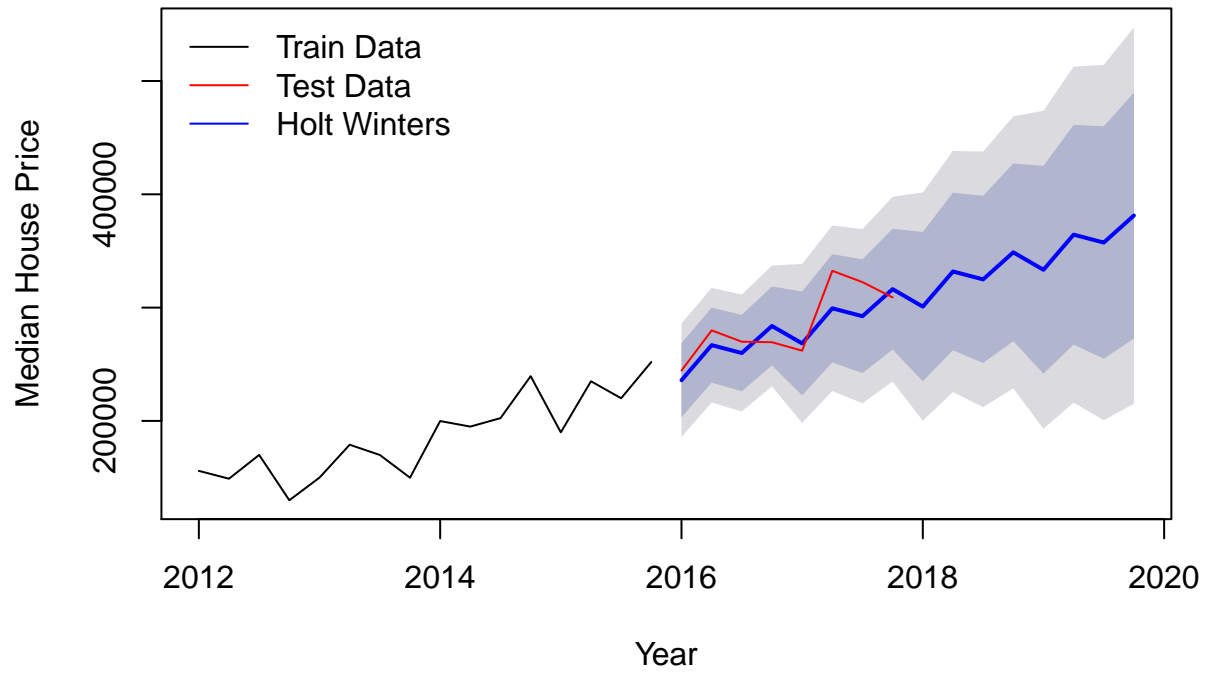 Train Data
Test Data
Holt Winters
Median House Price
400000
200000
2012 2014 2016 2018 2020
Year